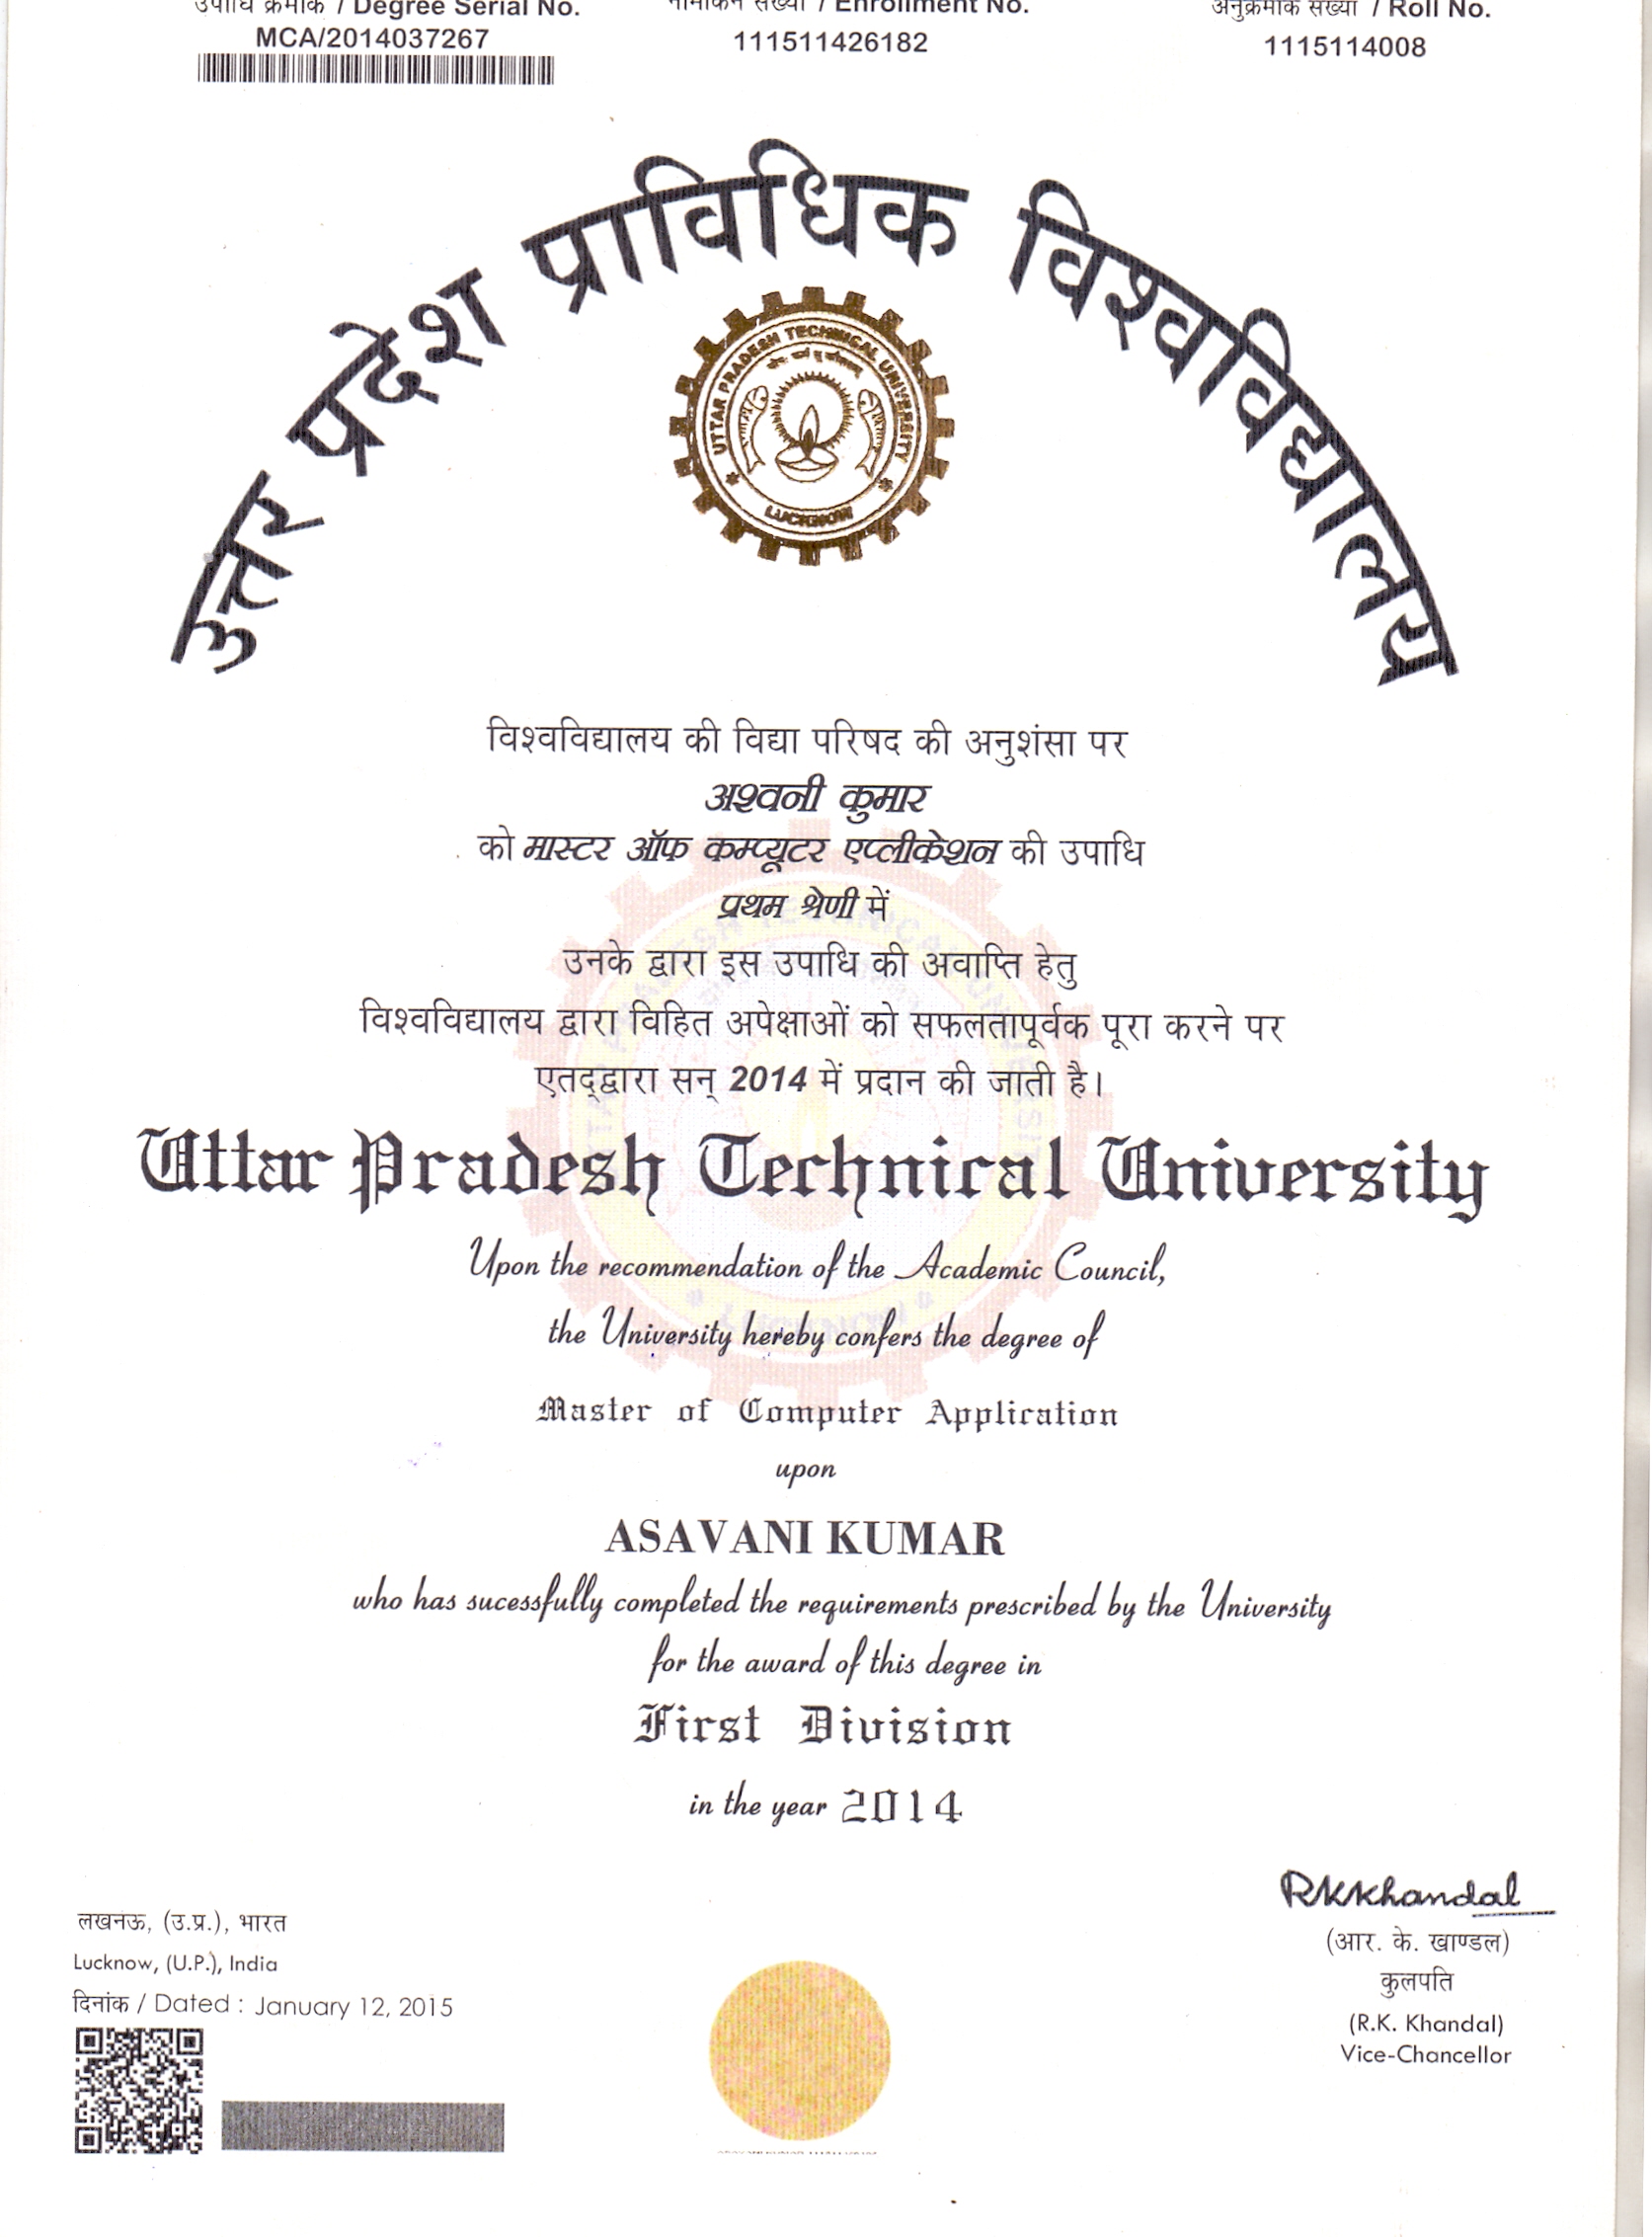 उपाधि क्रमांक / Degree Serial No.
MCA/2014037267
नामांकन संख्या / Enrollment No.
111511426182
अनुक्रमांक संख्या / Roll No.
1115114008
उत्तर प्रदेश प्राविधिक विश्वविद्यालय
UTTAR PRADESH TECHNICAL UNIVERSITY
LUCKNOW
विश्वविद्यालय की विद्या परिषद की अनुशंसा पर
अश्वनी कुमार
को मास्टर ऑफ कम्प्यूटर एप्लीकेशन की उपाधि
प्रथम श्रेणी में
उनके द्वारा इस उपाधि की अवाप्ति हेतु
विश्वविद्यालय द्वारा विहित अपेक्षाओं को सफलतापूर्वक पूरा करने पर
एतद्द्वारा सन् 2014 में प्रदान की जाती है।
Uttar Pradesh Technical University
Upon the recommendation of the Academic Council,
the University hereby confers the degree of
Master of Computer Application
upon
ASAVANI KUMAR
who has sucessfully completed the requirements prescribed by the University
for the award of this degree in
First Division
in the year 2014
RKKhandal
(आर. के. खाण्डल)
कुलपति
(R.K. Khandal)
Vice-Chancellor
लखनऊ, (उ.प्र.), भारत
Lucknow, (U.P.), India
दिनांक / Dated : January 12, 2015